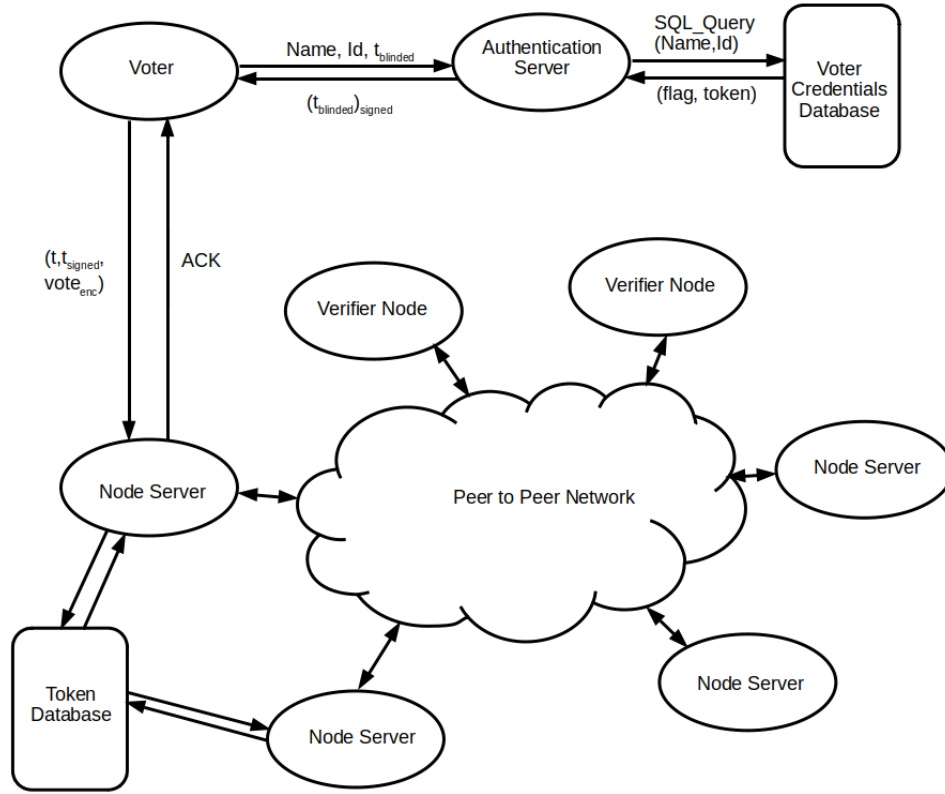 Voter
Name, Id, t_blinded
(t_blinded)_signed
Authentication
Server
SQL_Query
(Name,Id)
(flag, token)
Voter
Credentials
Database
(t,t_signed,
vote_enc)
ACK
Verifier Node
Verifier Node
Node Server
Peer to Peer Network
Node Server
Node Server
Token
Database
Node Server